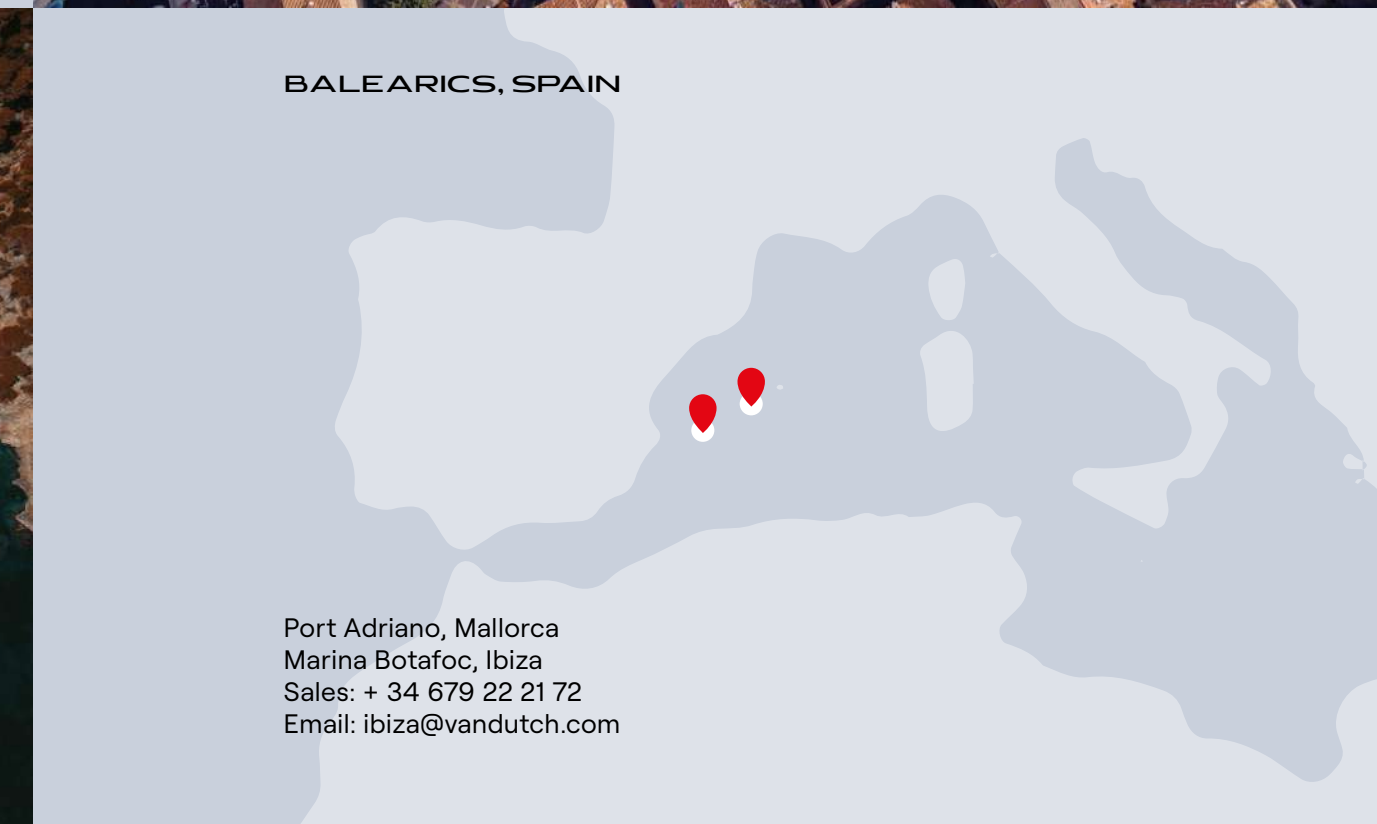 BALEARICS, SPAIN
Port Adriano, Mallorca
Marina Botafoc, Ibiza
Sales: + 34 679 22 21 72
Email: ibiza@vandutch.com